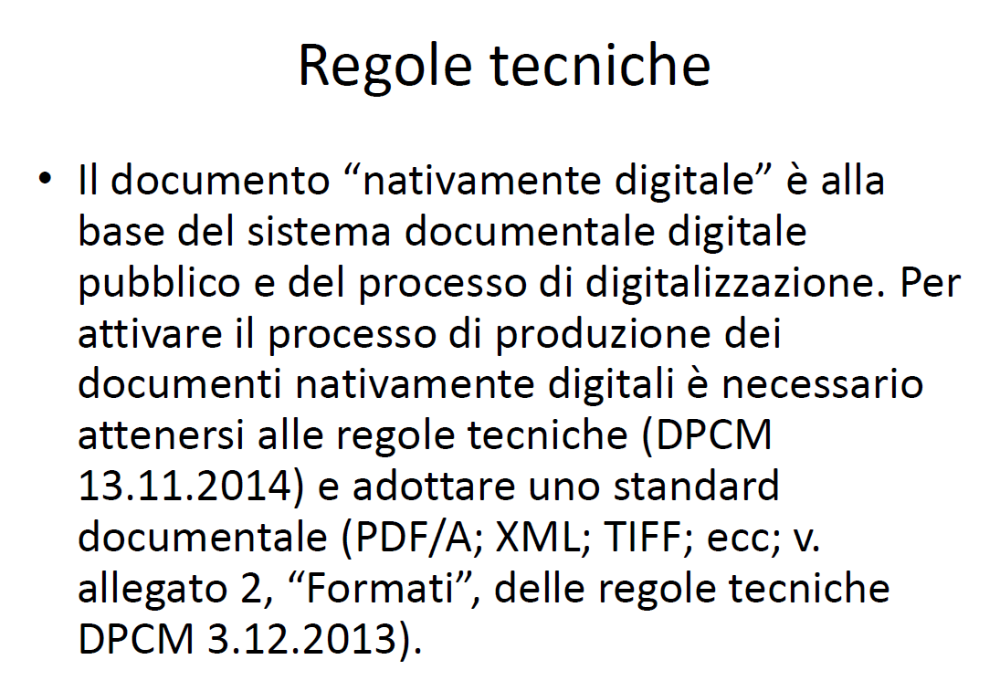 Regole tecniche
• Il documento “nativamente digitale” è alla
base del sistema documentale digitale
pubblico e del processo di digitalizzazione. Per
attivare il processo di produzione dei
documenti nativamente digitali è necessario
attenersi alle regole tecniche (DPCM
13.11.2014) e adottare uno standard
documentale (PDF/A; XML; TIFF; ecc; v.
allegato 2, “Formati”, delle regole tecniche
DPCM 3.12.2013).